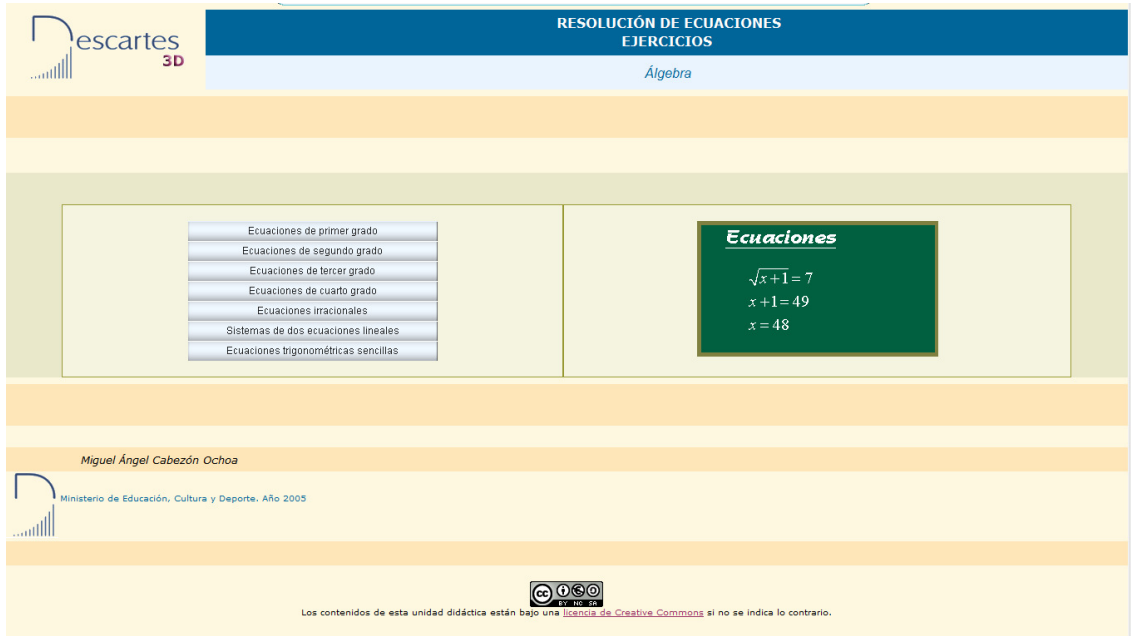 Descartes
3D
RESOLUCIÓN DE ECUACIONES
EJERCICIOS
Álgebra
Ecuaciones de primer grado
Ecuaciones de segundo grado
Ecuaciones de tercer grado
Ecuaciones de cuarto grado
Ecuaciones irracionales
Sistemas de dos ecuaciones lineales
Ecuaciones trigonométricas sencillas
Ecuaciones
√x+1 = 7
x+1=49
x=48
Miguel Ángel Cabezón Ochoa
D
Ministerio de Educación, Cultura y Deporte. Año 2005
cc
BY NC SA
Los contenidos de esta unidad didáctica están bajo una licencia de Creative Commons si no se indica lo contrario.